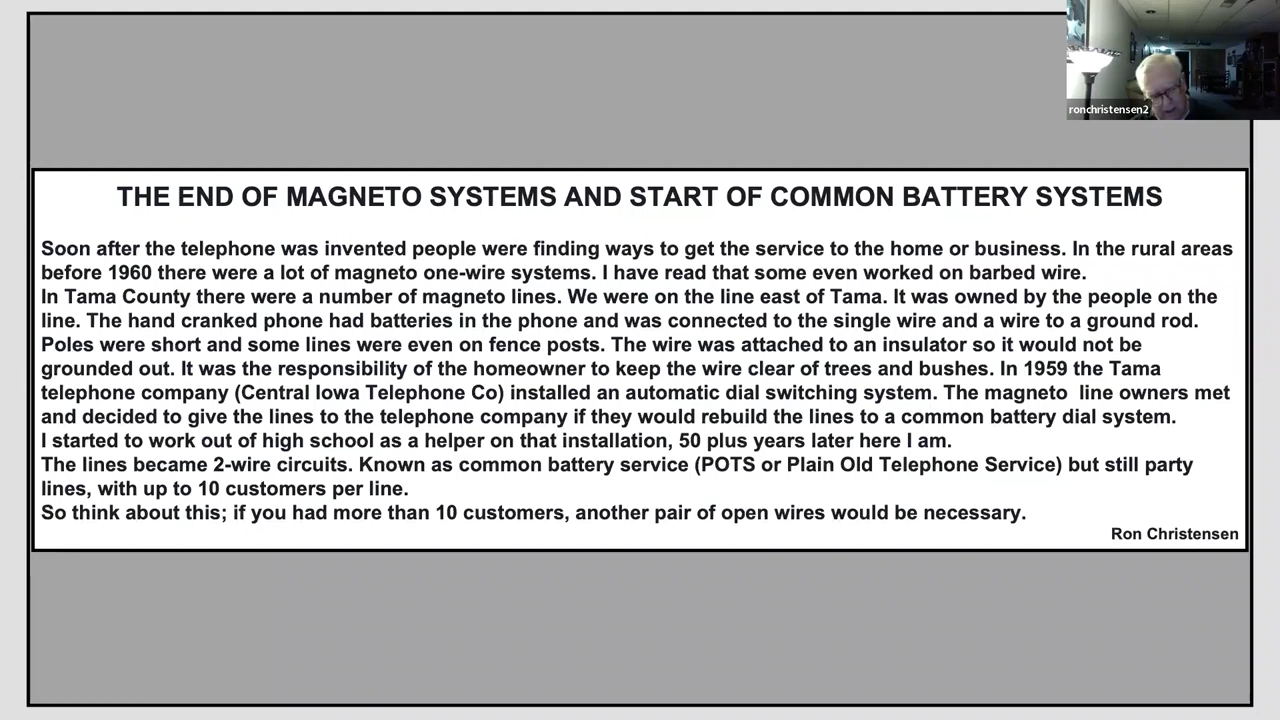 ronchristensen2
THE END OF MAGNETO SYSTEMS AND START OF COMMON BATTERY SYSTEMS
Soon after the telephone was invented people were finding ways to get the service to the home or business. In the rural areas
before 1960 there were a lot of magneto one-wire systems. I have read that some even worked on barbed wire.
In Tama County there were a number of magneto lines. We were on the line east of Tama. It was owned by the people on the
line. The hand cranked phone had batteries in the phone and was connected to the single wire and a wire to a ground rod.
Poles were short and some lines were even on fence posts. The wire was attached to an insulator so it would not be
grounded out. It was the responsibility of the homeowner to keep the wire clear of trees and bushes. In 1959 the Tama
telephone company (Central Iowa Telephone Co) installed an automatic dial switching system. The magneto  line owners met
and decided to give the lines to the telephone company if they would rebuild the lines to a common battery dial system.
I started to work out of high school as a helper on that installation, 50 plus years later here I am.
The lines became 2-wire circuits. Known as common battery service (POTS or Plain Old Telephone Service) but still party
lines, with up to 10 customers per line.
So think about this; if you had more than 10 customers, another pair of open wires would be necessary.
Ron Christensen